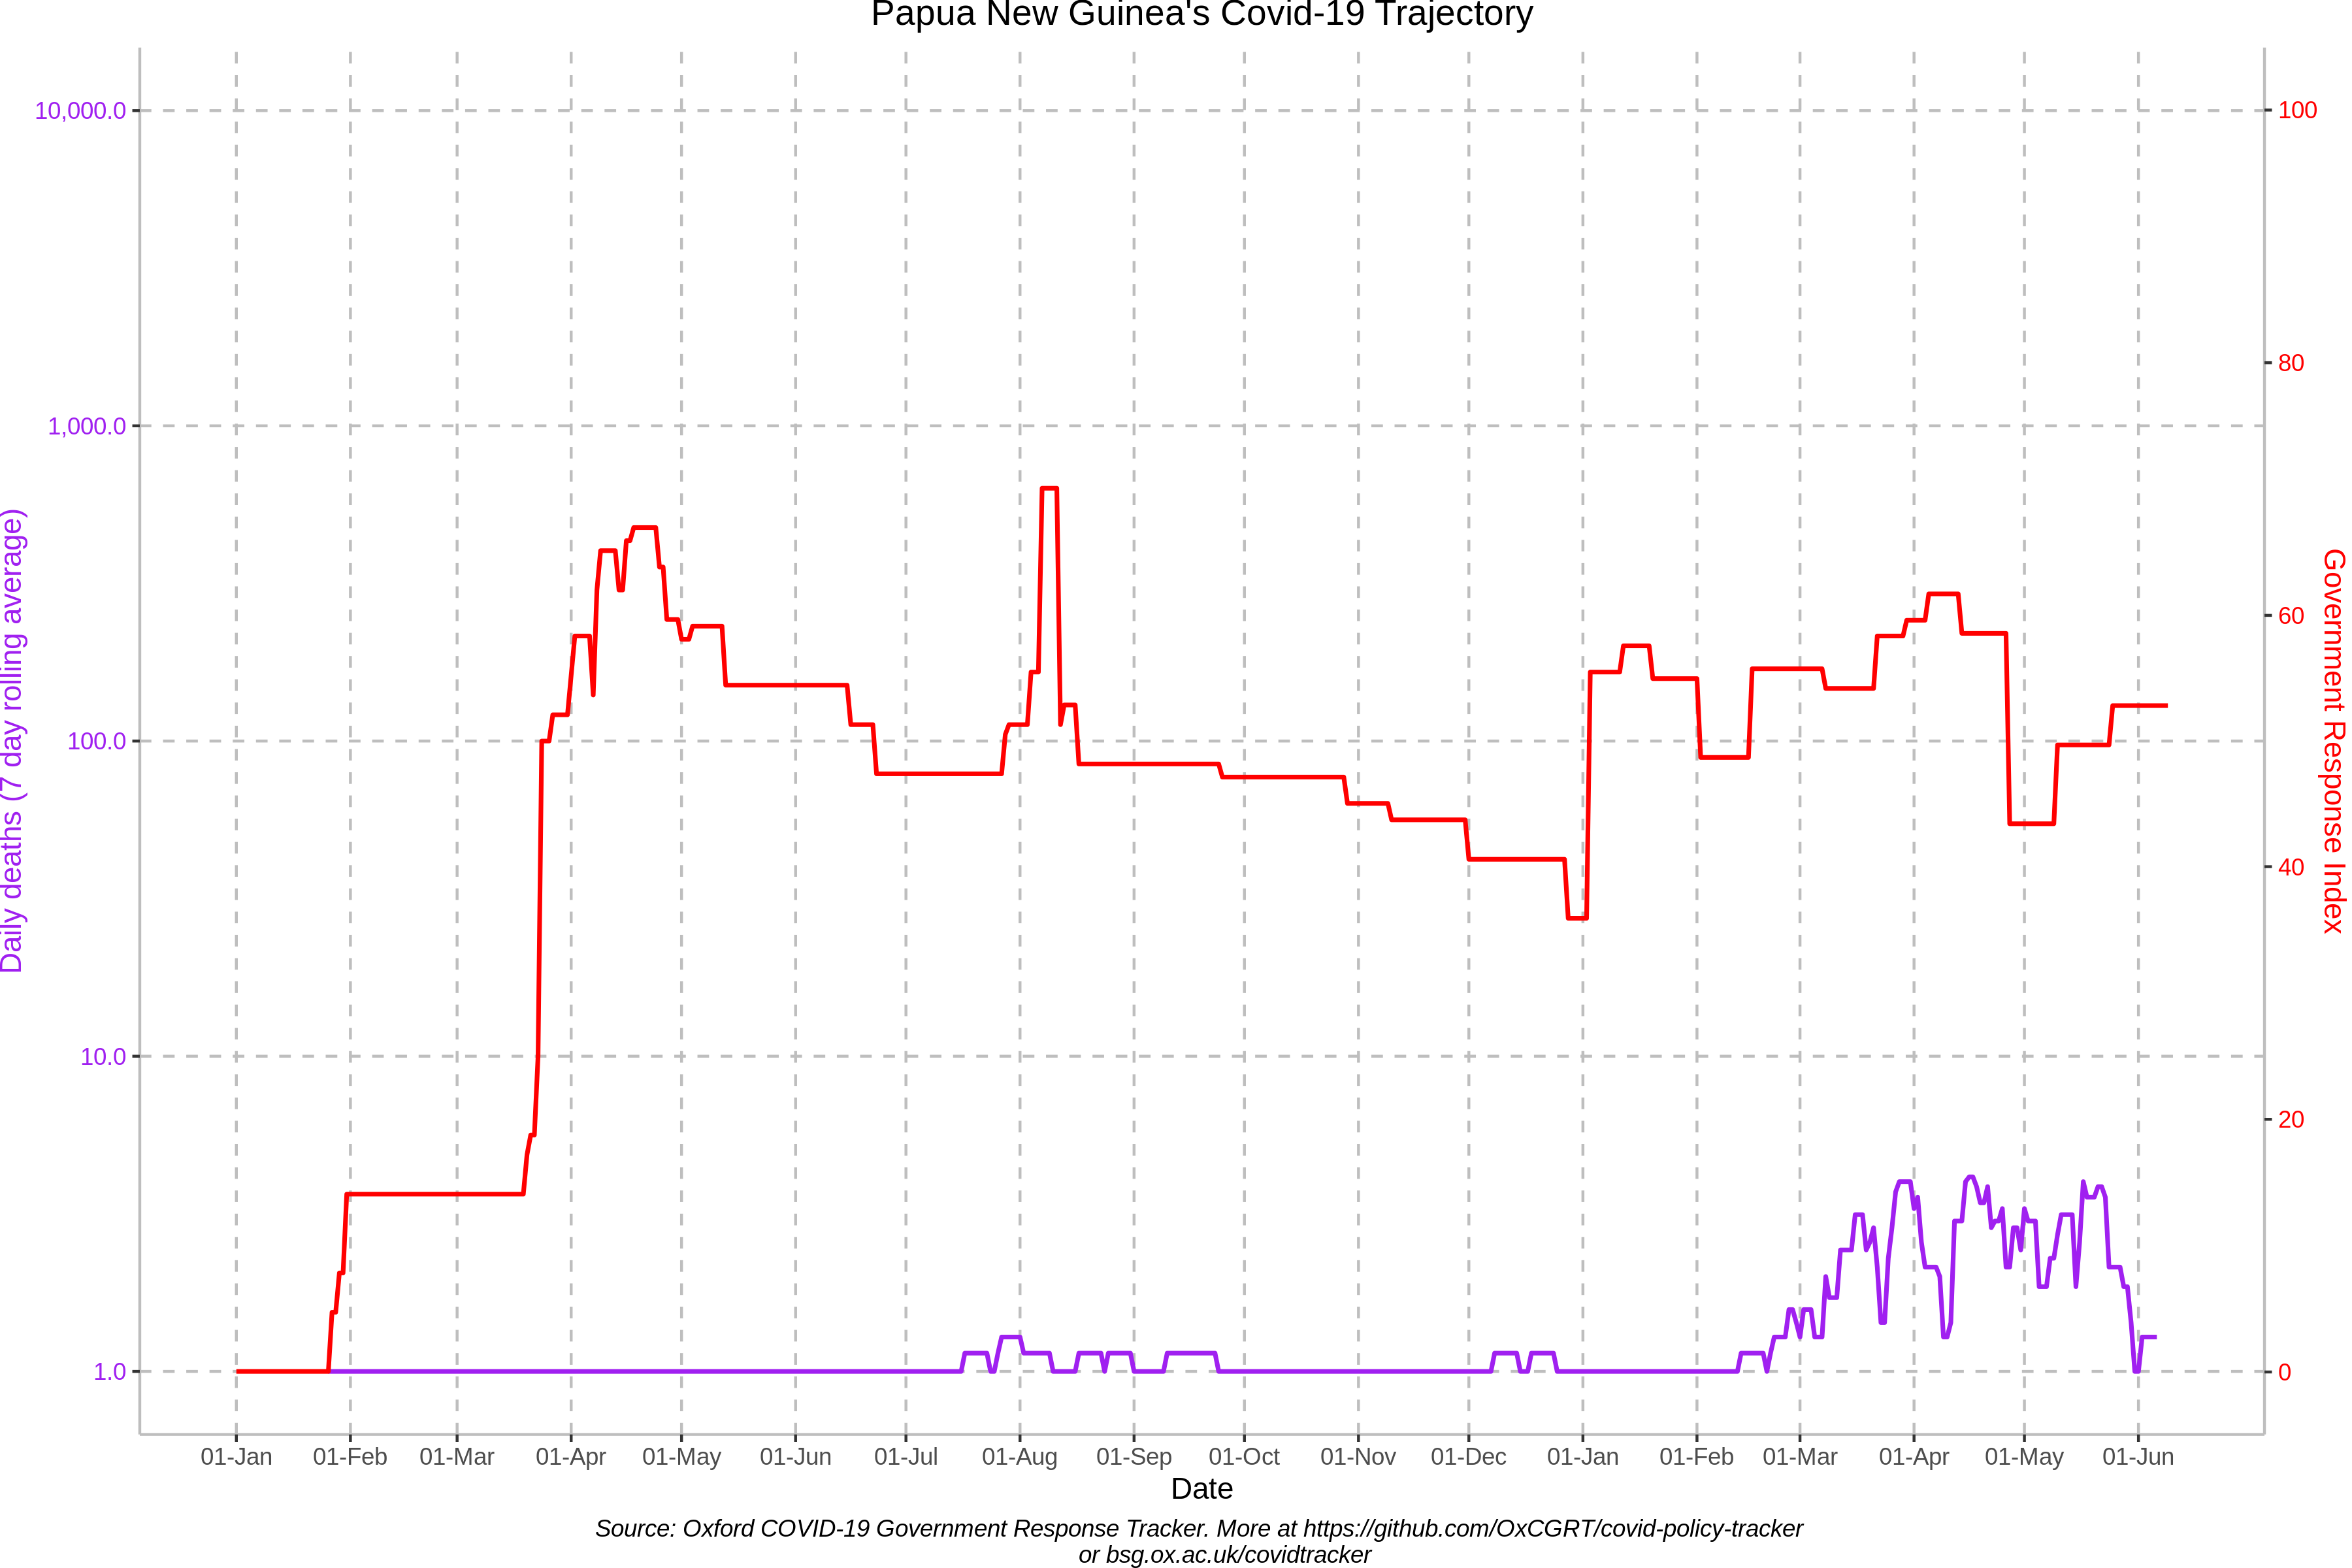 Papua New Guinea's Covid-19 Trajectory
10,000.0
1,000.0
100.0
10.0
1.0
Daily deaths (7 day rolling average)
100
80
60
40
20
0
Government Response Index
01-Jan 01-Feb 01-Mar 01-Apr 01-May 01-Jun 01-Jul 01-Aug 01-Sep 01-Oct 01-Nov 01-Dec 01-Jan 01-Feb 01-Mar 01-Apr 01-May 01-Jun
Date
Source: Oxford COVID-19 Government Response Tracker. More at https://github.com/OxCGRT/covid-policy-tracker
or bsg.ox.ac.uk/covidtracker